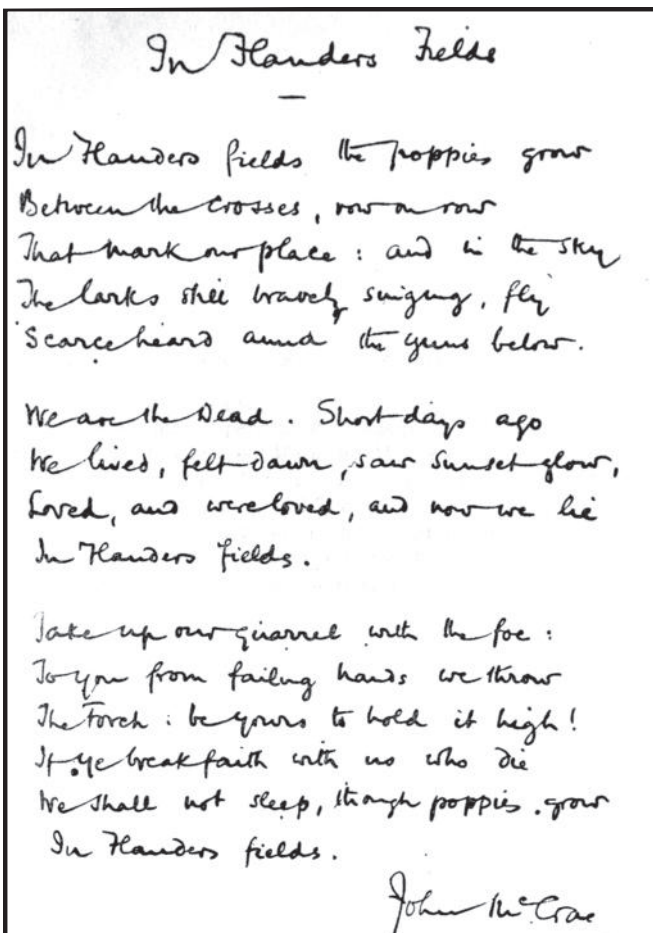 In Flanders Fields
In Flanders fields the poppies grow
Between the crosses, row on row
That mark our place : and in the sky
The larks still bravely singing, fly
Scarce heard amid the guns below.
We are the Dead. Short days ago
We lived, felt dawn, saw sunset glow,
Loved, and were loved, and now we lie
In Flanders fields.
Take up our quarrel with the foe :
To you from failing hands we throw
The Torch : be yours to hold it high!
If ye break faith with us who die
We shall not sleep, though poppies grow
In Flanders fields.
John McCrae